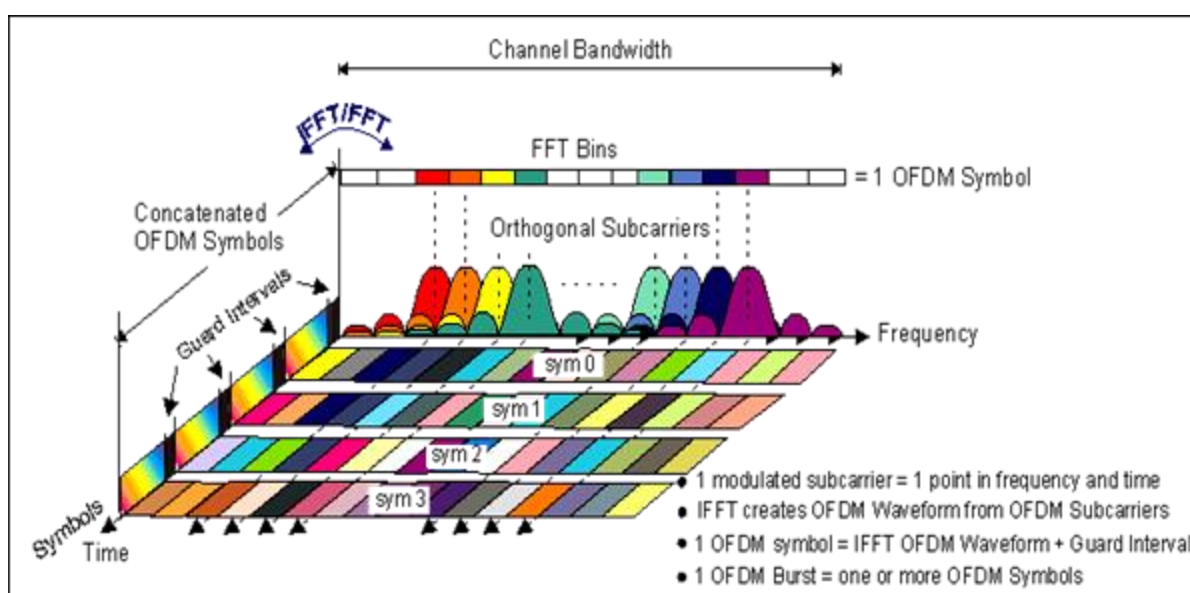 Channel Bandwidth
IFFT/FFT
FFT Bins
= 1 OFDM Symbol
Concatenated
OFDM Symbols
Orthogonal Subcarriers
Guard Intervals
Frequency
sym 0
sym 1
sym 2
sym 3
Symbols
Time
• 1 modulated subcarrier = 1 point in frequency and time
• IFFT creates OFDM Waveform from OFDM Subcarriers
• 1 OFDM symbol = IFFT OFDM Waveform + Guard Interval
• 1 OFDM Burst = one or more OFDM Symbols